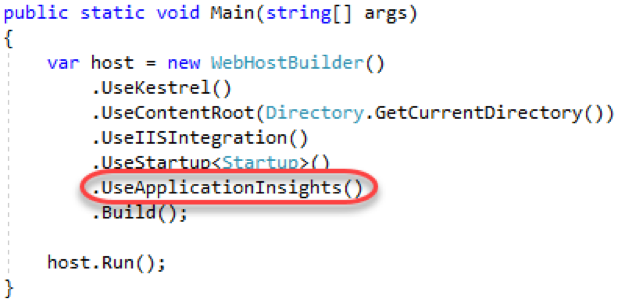 public static void Main(string[] args)
{
    var host = new WebHostBuilder()
        .UseKestrel()
        .UseContentRoot(Directory.GetCurrentDirectory())
        .UseIISIntegration()
        .UseStartup<Startup>()
        .UseApplicationInsights()
        .Build();

    host.Run();
}